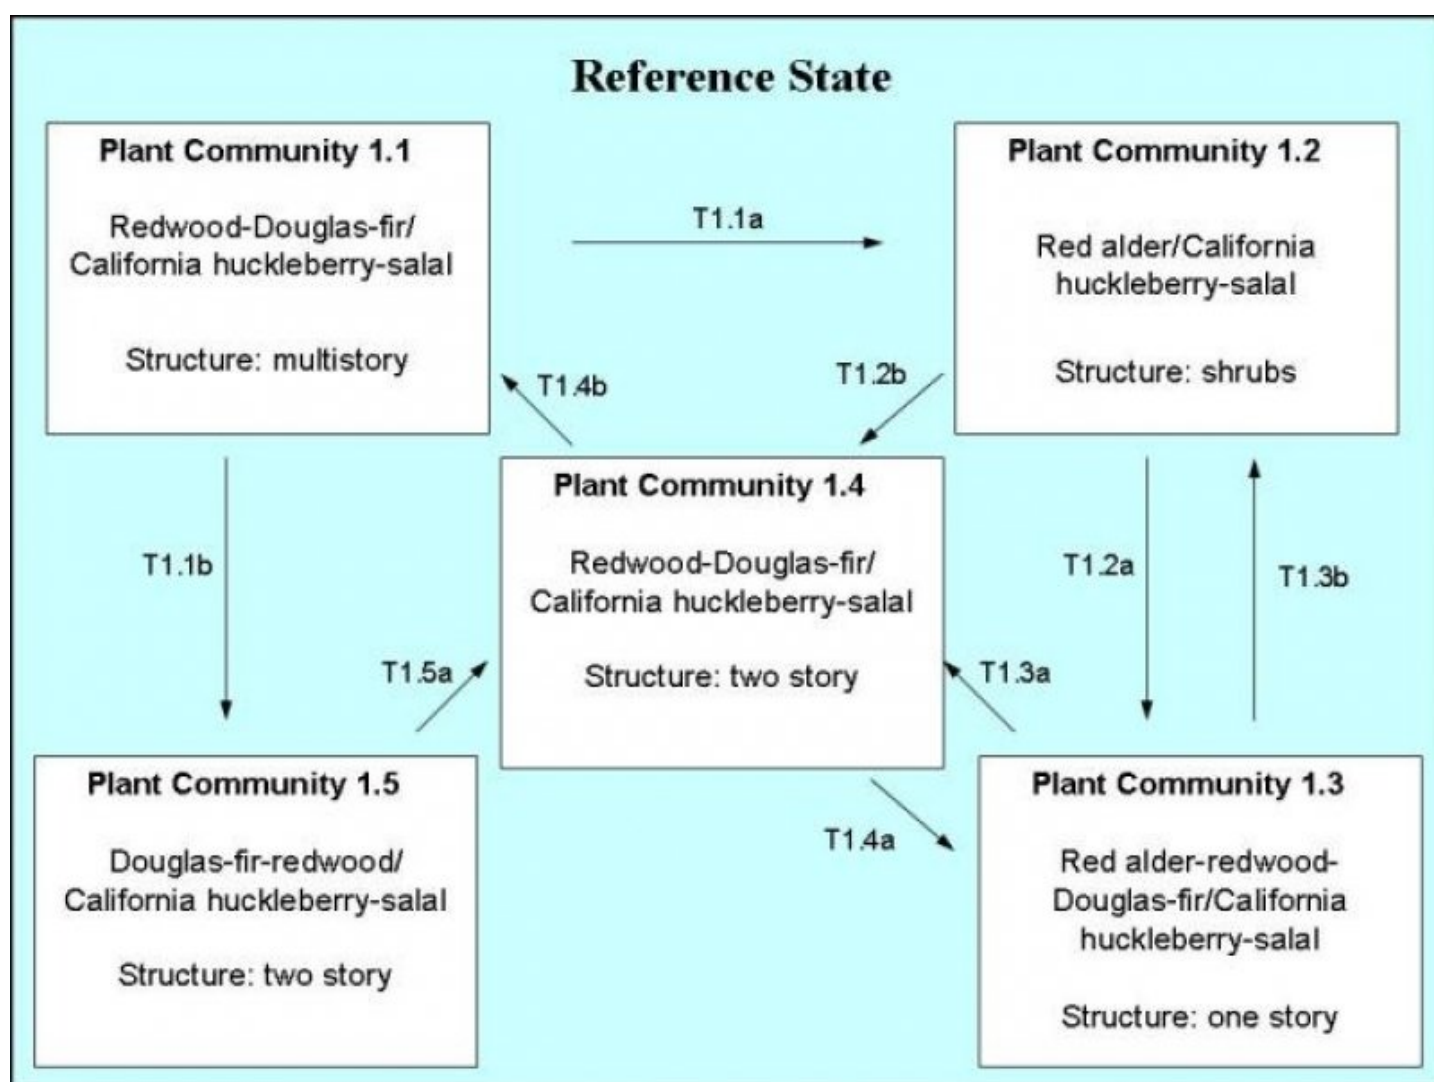 Reference State
Plant Community 1.1
Redwood-Douglas-fir/
California huckleberry-salal
Structure: multistory
T1.1a
Plant Community 1.2
Red alder/California
huckleberry-salal
Structure: shrubs
T1.4b
T1.2b
Plant Community 1.4
Redwood-Douglas-fir/
California huckleberry-salal
Structure: two story
T1.1b
T1.2a
T1.3b
T1.5a
T1.3a
Plant Community 1.5
Douglas-fir-redwood/
California huckleberry-salal
Structure: two story
T1.4a
Plant Community 1.3
Red alder-redwood-
Douglas-fir/California
huckleberry-salal
Structure: one story